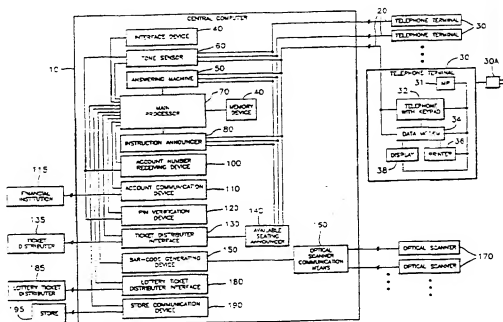 CENTRAL COMPUTER
INTERFACE DEVICE
40
TONE SENSOR
60
ANSWERING MACHINE
50
MAIN PROCESSOR
70
MEMORY DEVICE
40
INSTRUCTION ANNOUNCER
80
ACCOUNT NUMBER RECEIVING DEVICE
100
ACCOUNT COMMUNICATION DEVICE
110
PIN VERIFICATION DEVICE
120
TICKET DISTRIBUTER INTERFACE
130
BAR-CODE GENERATING DEVICE
150
LOTTERY TICKET DISTRIBUTER INTERFACE
180
STORE COMMUNICATION DEVICE
190
140
AVAILABLE SEATING ANNOUNCER
160
OPTICAL SCANNER COMMUNICATION MEANS
10
115
FINANCIAL INSTITUTION
135
TICKET DISTRIBUTER
185
LOTTERY TICKET DISTRIBUTER
195
STORE
20
TELEPHONE TERMINAL
TELEPHONE TERMINAL
30
30
TELEPHONE TERMINAL
30A
31
32
TELEPHONE WITH KEYPAD
DATA MODEM
34
36
DISPLAY
PRINTER
38
OPTICAL SCANNER
OPTICAL SCANNER
170